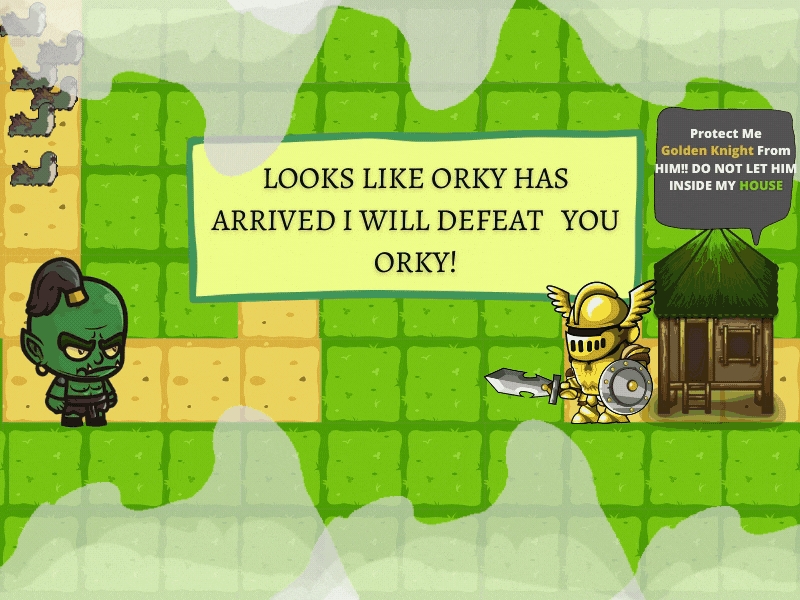 LOOKS LIKE ORKY HAS
ARRIVED I WILL DEFEAT YOU
ORKY!
Protect Me
Golden Knight From
HIM!! DO NOT LET HIM
INSIDE MY HOUSE